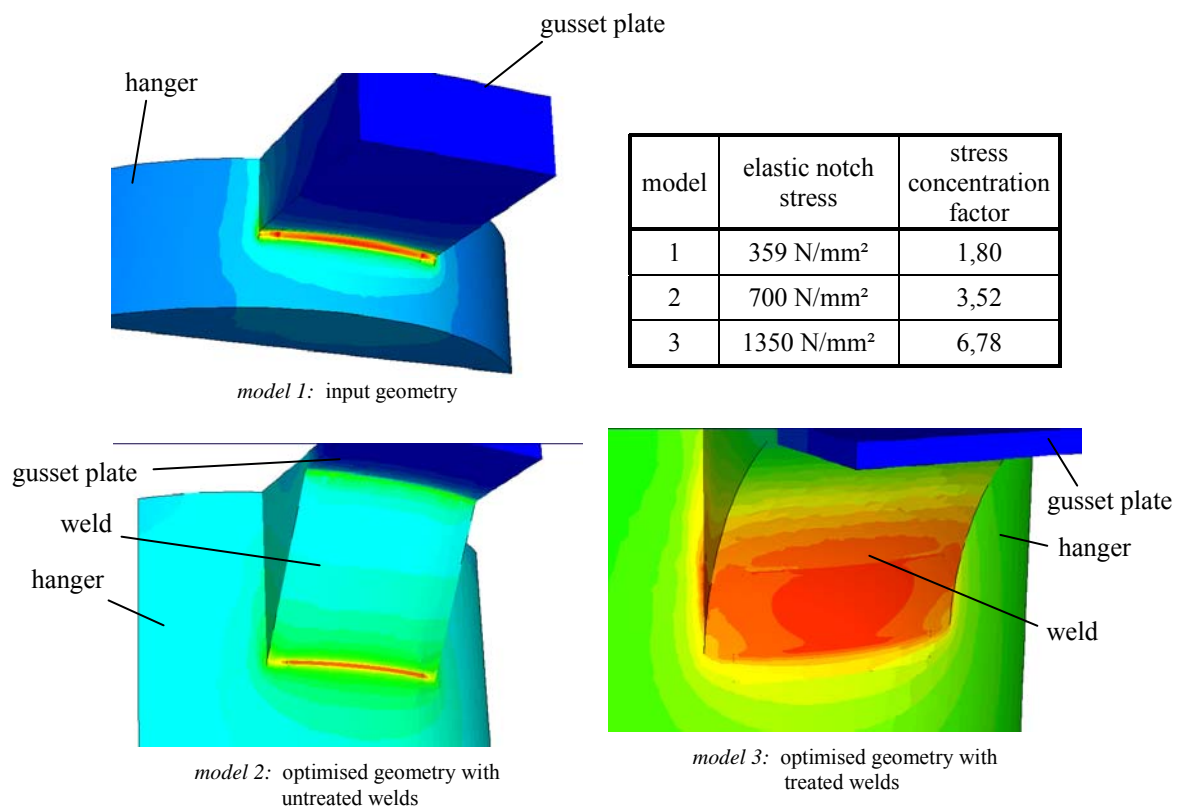 gusset plate
hanger
model 1: input geometry
model elastic notch stress stress concentration factor
1 359 N/mm² 1,80
2 700 N/mm² 3,52
3 1350 N/mm² 6,78
gusset plate
weld
hanger
model 2: optimised geometry with
untreated welds
gusset plate
hanger
weld
model 3: optimised geometry with
treated welds